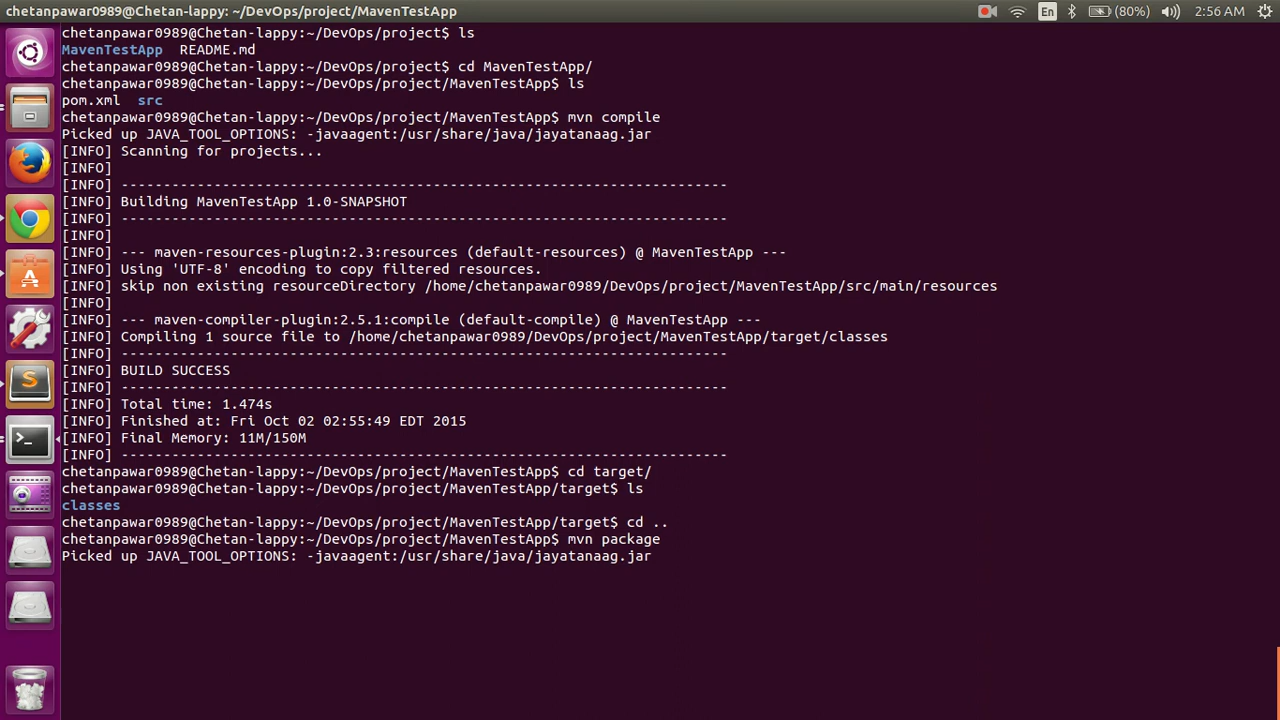 chetanpawar0989@Chetan-lappy: ~/DevOps/project/MavenTestApp
En
(80%)
2:56 AM
chetanpawar0989@Chetan-lappy:~/DevOps/project$ ls
MavenTestApp  README.md
chetanpawar0989@Chetan-lappy:~/DevOps/project$ cd MavenTestApp/
chetanpawar0989@Chetan-lappy:~/DevOps/project/MavenTestApp$ ls
pom.xml  src
chetanpawar0989@Chetan-lappy:~/DevOps/project/MavenTestApp$ mvn compile
Picked up JAVA_TOOL_OPTIONS: -javaagent:/usr/share/java/jayatanaag.jar
[INFO] Scanning for projects...
[INFO]
[INFO] ------------------------------------------------------------------------
[INFO] Building MavenTestApp 1.0-SNAPSHOT
[INFO] ------------------------------------------------------------------------
[INFO]
[INFO] --- maven-resources-plugin:2.3:resources (default-resources) @ MavenTestApp ---
[INFO] Using 'UTF-8' encoding to copy filtered resources.
[INFO] skip non existing resourceDirectory /home/chetanpawar0989/DevOps/project/MavenTestApp/src/main/resources
[INFO]
[INFO] --- maven-compiler-plugin:2.5.1:compile (default-compile) @ MavenTestApp ---
[INFO] Compiling 1 source file to /home/chetanpawar0989/DevOps/project/MavenTestApp/target/classes
[INFO] ------------------------------------------------------------------------
[INFO] BUILD SUCCESS
[INFO] ------------------------------------------------------------------------
[INFO] Total time: 1.474s
[INFO] Finished at: Fri Oct 02 02:55:49 EDT 2015
[INFO] Final Memory: 11M/150M
[INFO] ------------------------------------------------------------------------
chetanpawar0989@Chetan-lappy:~/DevOps/project/MavenTestApp$ cd target/
chetanpawar0989@Chetan-lappy:~/DevOps/project/MavenTestApp/target$ ls
classes
chetanpawar0989@Chetan-lappy:~/DevOps/project/MavenTestApp/target$ cd ..
chetanpawar0989@Chetan-lappy:~/DevOps/project/MavenTestApp$ mvn package
Picked up JAVA_TOOL_OPTIONS: -javaagent:/usr/share/java/jayatanaag.jar